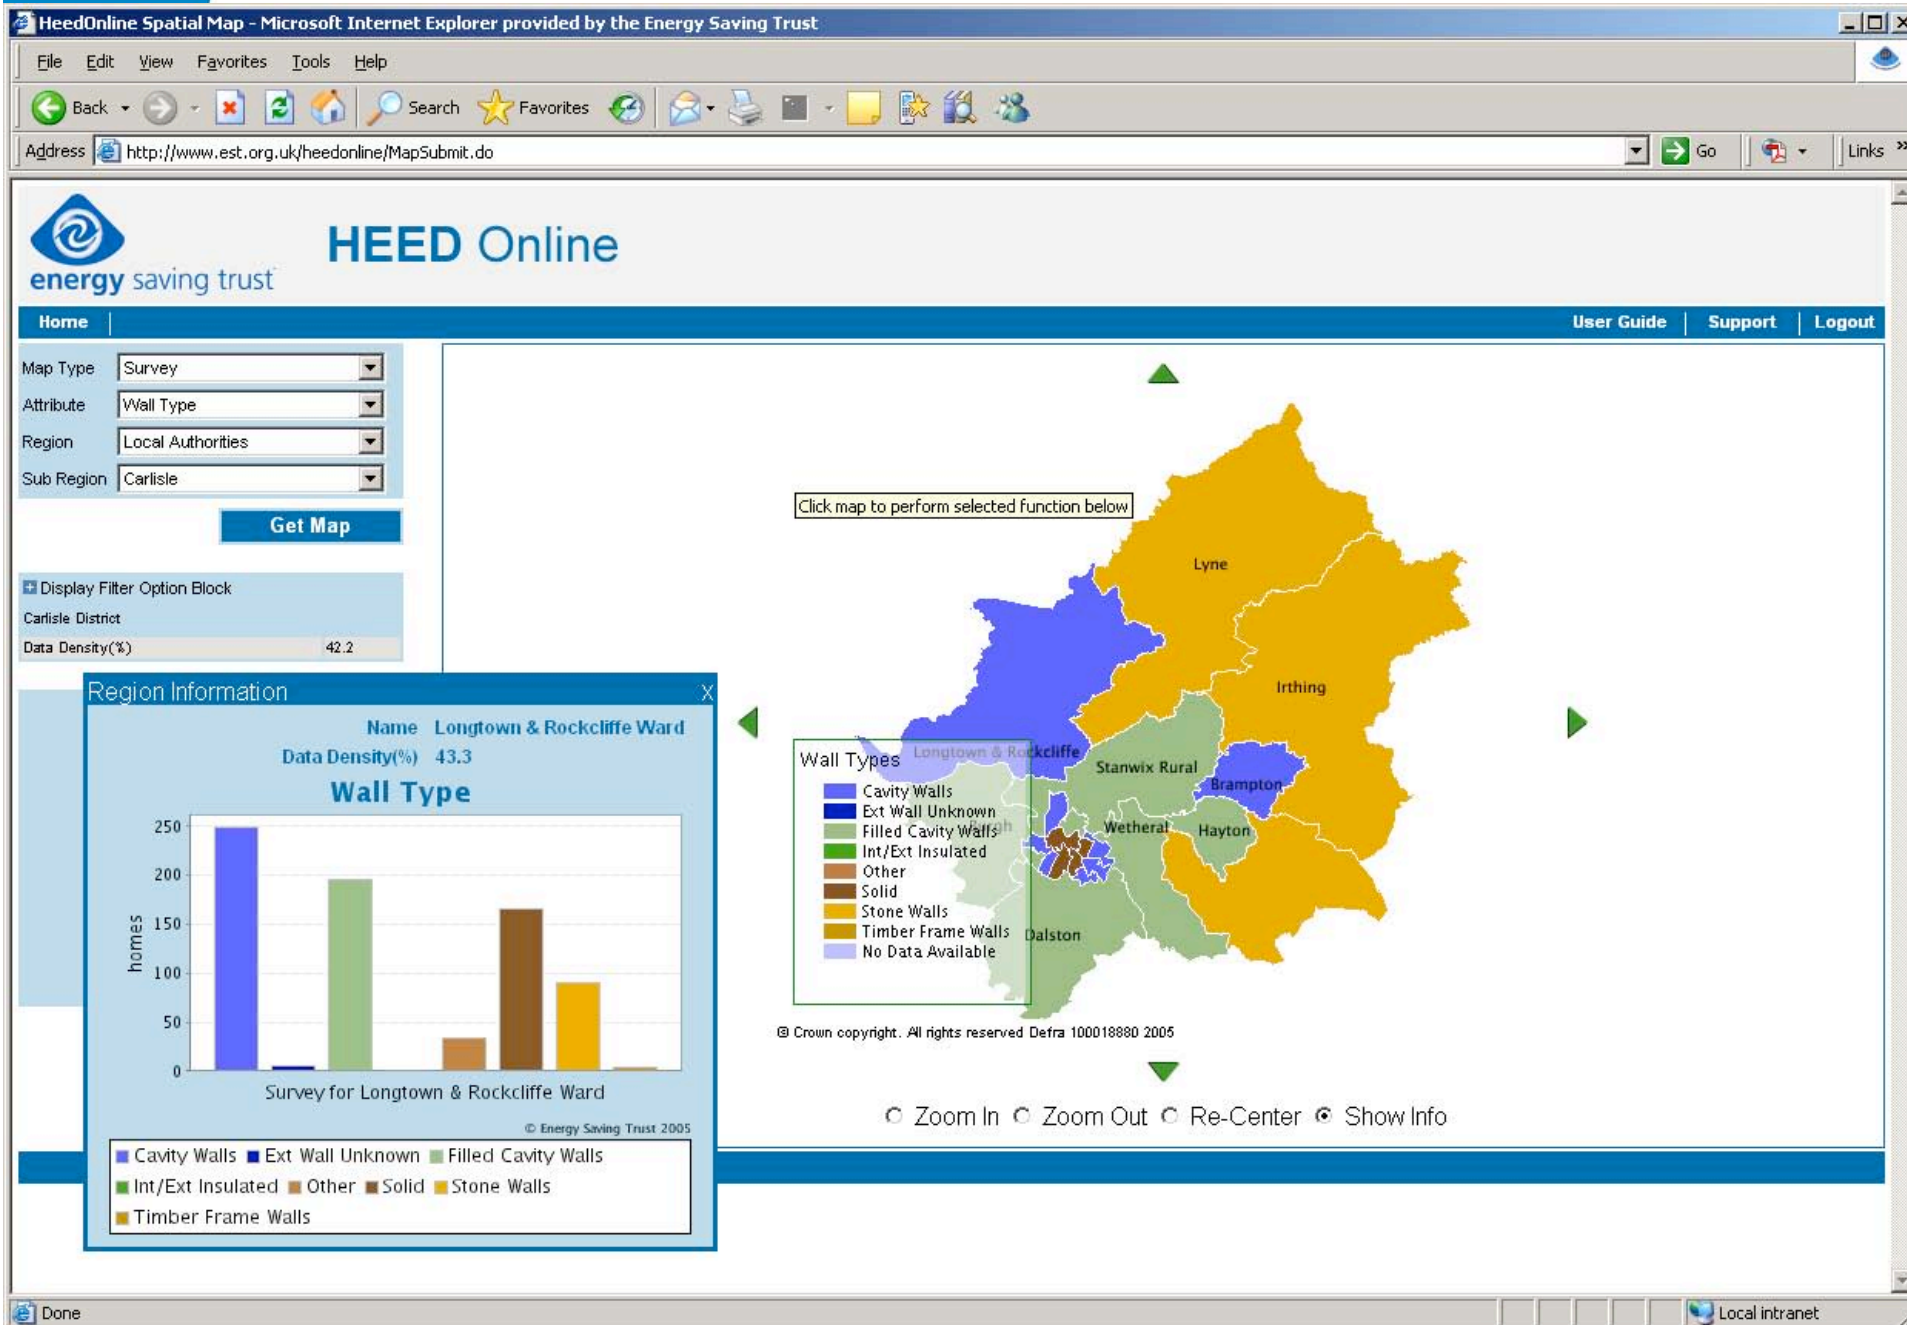 HeedOnline Spatial Map - Microsoft Internet Explorer provided by the Energy Saving Trust
File Edit View Favorites Tools Help
Back Search Favorites
Address http://www.est.org.uk/heedonline/MapSubmit.do Go Links »
energy saving trust
HEED Online
Home User Guide Support Logout
Map Type Survey
Attribute Wall Type
Region Local Authorities
Sub Region Carlisle
Get Map
Display Filter Option Block
Carlisle District
Data Density(%) 42.2
Region Information X
Name Longtown & Rockcliffe Ward
Data Density(%) 43.3
Wall Type
250
200
150
100
50
0
homes
Survey for Longtown & Rockcliffe Ward
© Energy Saving Trust 2005
Cavity Walls Ext Wall Unknown Filled Cavity Walls
Int/Ext Insulated Other Solid Stone Walls
Timber Frame Walls
Click map to perform selected function below
Lyne
Irthing
Longtown & Rockcliffe
Stanwix Rural
Brampton
Wetheral
Hayton
Burgh
Dalston
Wall Types
Cavity Walls
Ext Wall Unknown
Filled Cavity Walls
Int/Ext Insulated
Other
Solid
Stone Walls
Timber Frame Walls
No Data Available
© Crown copyright. All rights reserved Defra 100018880 2005
Zoom In Zoom Out Re-Center Show Info
Done Local intranet